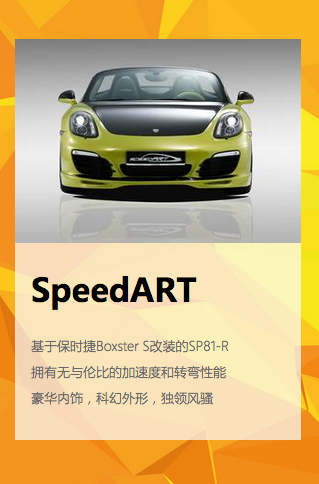 SPEEDART
SpeedART
基于保时捷Boxster S改装的SP81-R
拥有无与伦比的加速度和转弯性能
豪华内饰，科幻外形，独领风骚